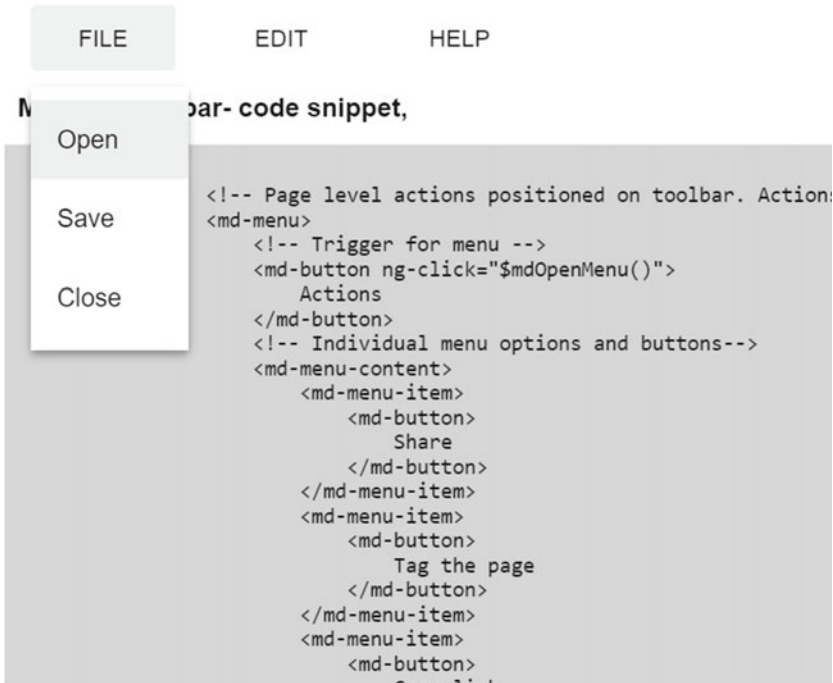 FILE EDIT HELP
bar- code snippet,
Open
Save
Close
<!-- Page level actions positioned on toolbar. Actions
<md-menu>
<!-- Trigger for menu -->
<md-button ng-click="$mdOpenMenu()">
Actions
</md-button>
<!-- Individual menu options and buttons-->
<md-menu-content>
<md-menu-item>
<md-button>
Share
</md-button>
</md-menu-item>
<md-menu-item>
<md-button>
Tag the page
</md-button>
</md-menu-item>
<md-menu-item>
<md-button>